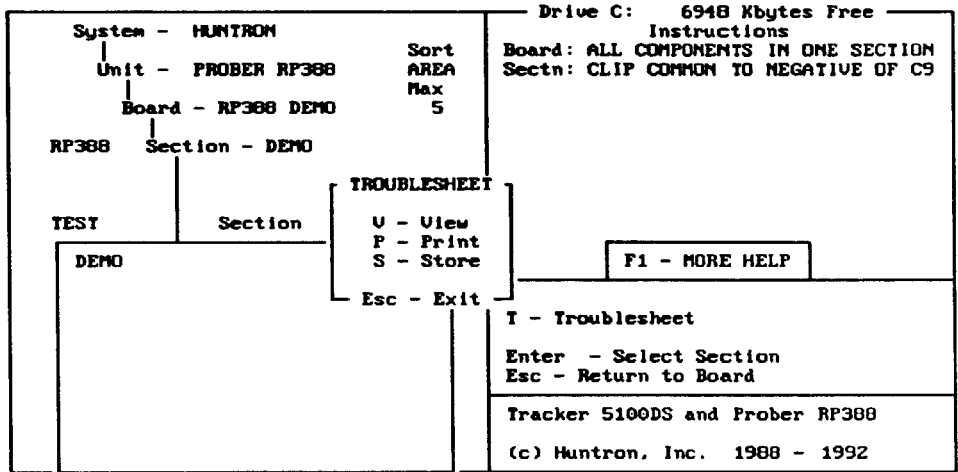 System - HUNTRON
Unit - PROBER RP388
Board - RP388 DEMO
RP388 Section - DEMO
Sort
AREA
Max
5
TEST Section
DEMO
TROUBLESHEET
V - View
P - Print
S - Store
Esc - Exit
Drive C: 6948 Kbytes Free
Instructions
Board: ALL COMPONENTS IN ONE SECTION
Sectn: CLIP COMMON TO NEGATIVE OF C9
F1 - MORE HELP
T - Troublesheet
Enter - Select Section
Esc - Return to Board
Tracker 5100DS and Prober RP388
(c) Huntron, Inc. 1988 - 1992